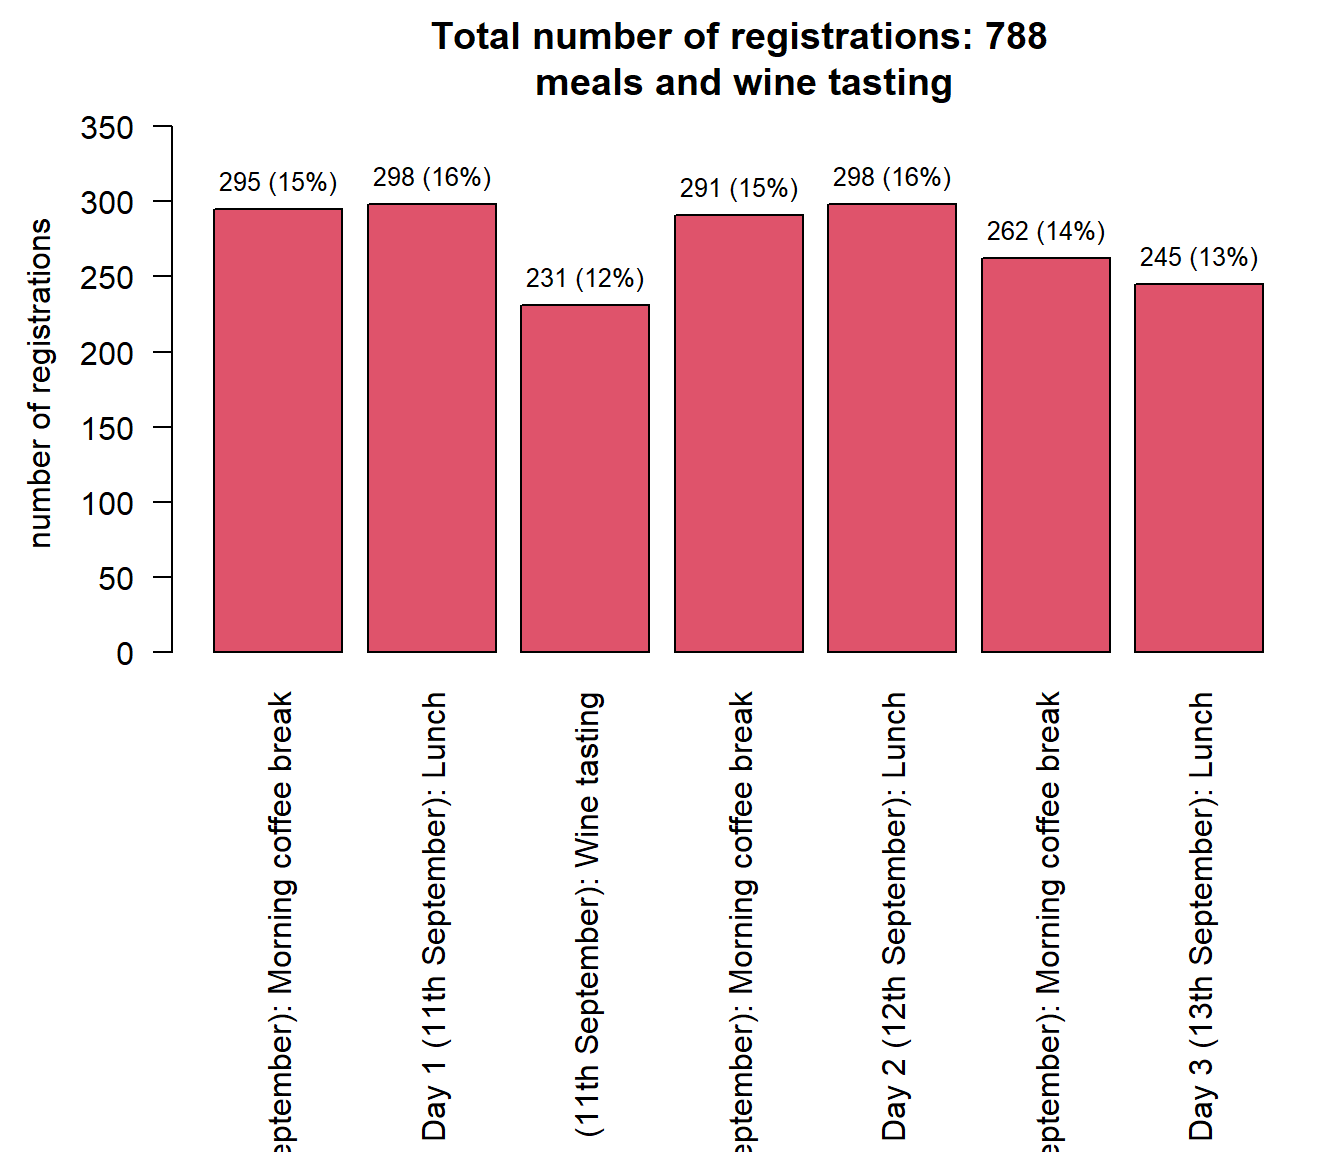 Total number of registrations: 788
meals and wine tasting
number of registrations
350
300
250
200
150
100
50
0
295 (15%)
298 (16%)
231 (12%)
291 (15%)
298 (16%)
262 (14%)
245 (13%)
eptember): Morning coffee break
Day 1 (11th September): Lunch
(11th September): Wine tasting
eptember): Morning coffee break
Day 2 (12th September): Lunch
eptember): Morning coffee break
Day 3 (13th September): Lunch